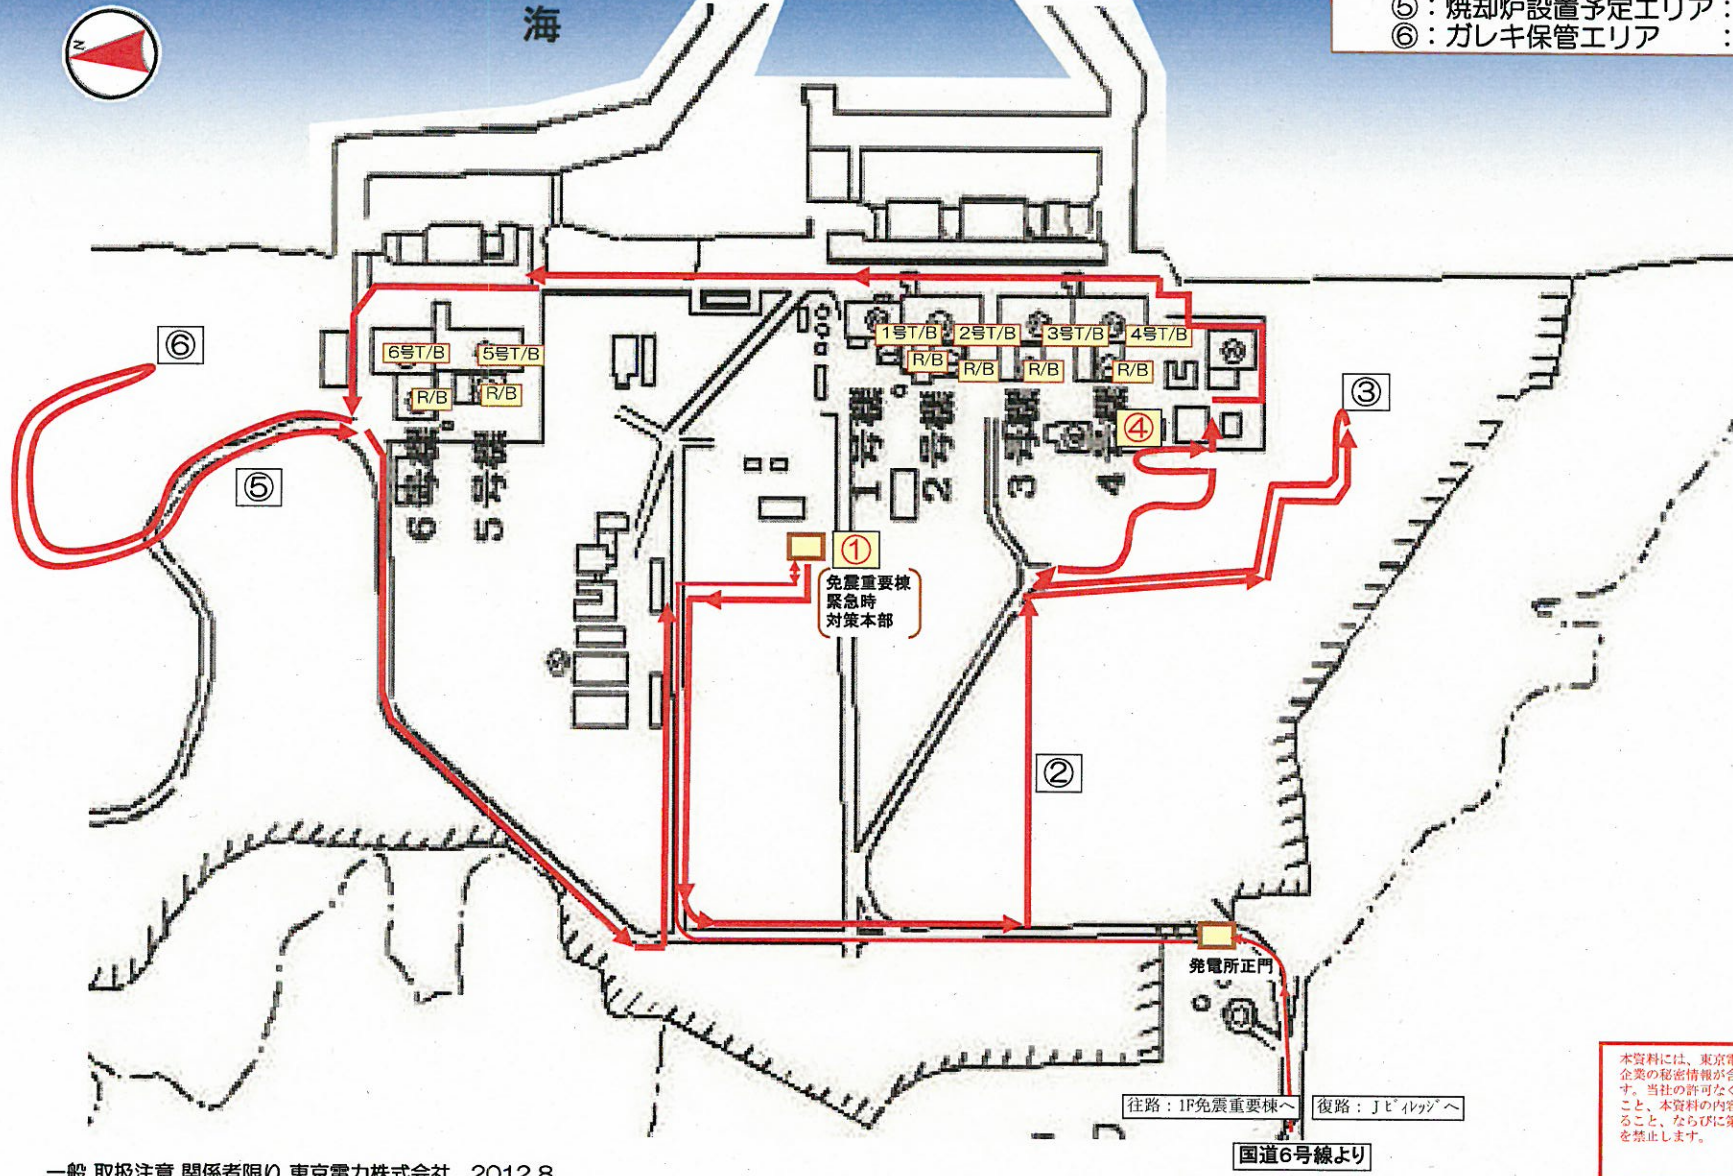 海
⑤：焼却炉設置予定エリア：
⑥：ガレキ保管エリア　　：
N
⑥
1号T/B
2号T/B
3号T/B
4号T/B
6号T/B
5号T/B
R/B
R/B
R/B
R/B
R/B
R/B
③
④
⑤
6号機
5号機
1号機
2号機
3号機
4号機
①
免震重要棟
緊急時
対策本部
②
発電所正門
往路：1F免震重要棟へ
復路：Jビィレッジへ
国道6号線より
本資料には、東京電
企業の秘密情報が含
す。当社の許可なく
こと、本資料の内容
ること、ならびに第
を禁止します。
一般 取扱注意 関係者限り 東京電力株式会社　2012.8